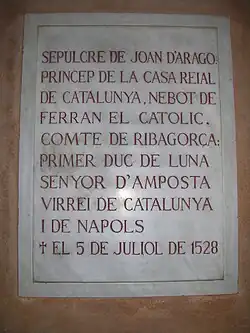 SEPULCRE DE JOAN D'ARAGO:
PRINCEP DE LA CASA REIAL
DE CATALUNYA, NEBOT DE
FERRAN EL CATOLIC,
COMTE DE RIBAGORÇA:
PRIMER DUC DE LUNA
SENYOR D'AMPOSTA
VIRREI DE CATALUNYA
I DE NAPOLS
† EL 5 DE JULIOL DE 1528